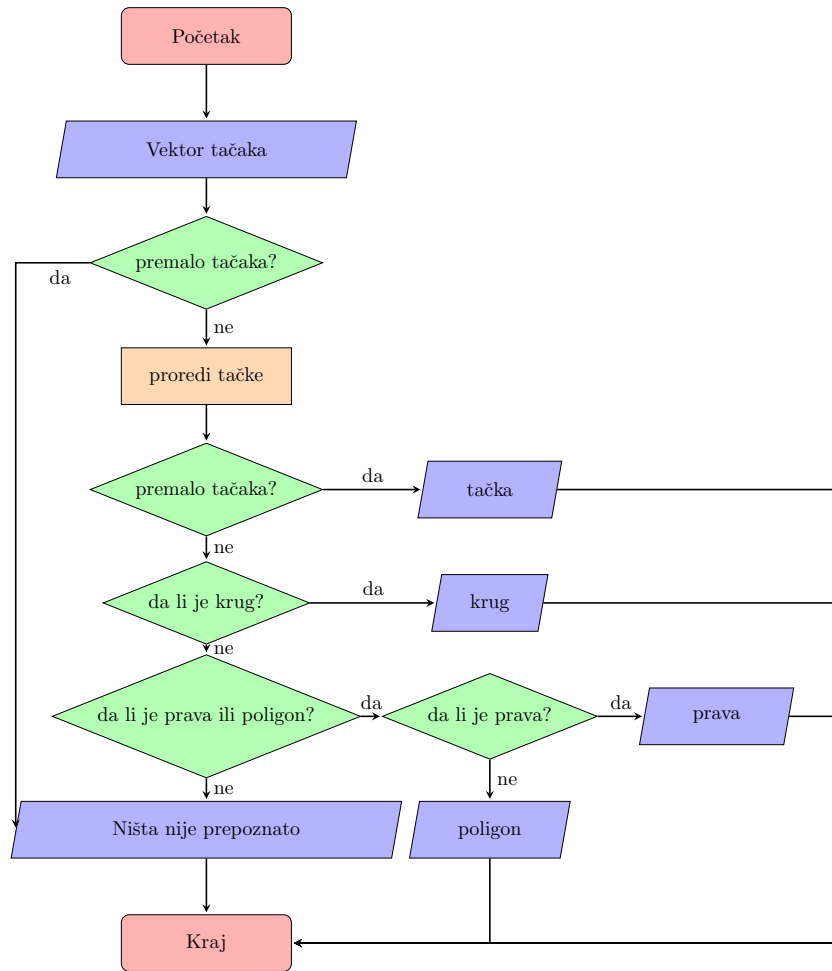 Početak
Vektor tačaka
premalo tačaka?
da
ne
proredi tačke
premalo tačaka?
da
tačka
ne
da li je krug?
da
krug
ne
da li je prava ili poligon?
da
da li je prava?
da
prava
ne
ne
Ništa nije prepoznato
poligon
Kraj